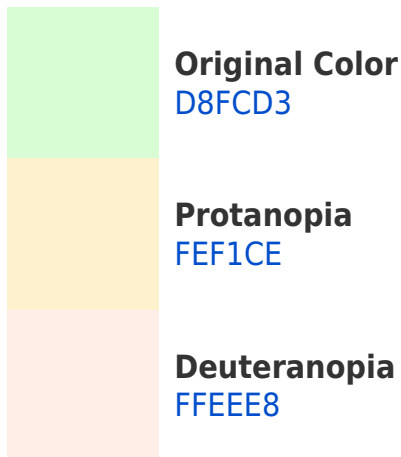 Original Color
D8FCD3
Protanopia
FEF1CE
Deuteranopia
FFEEE8